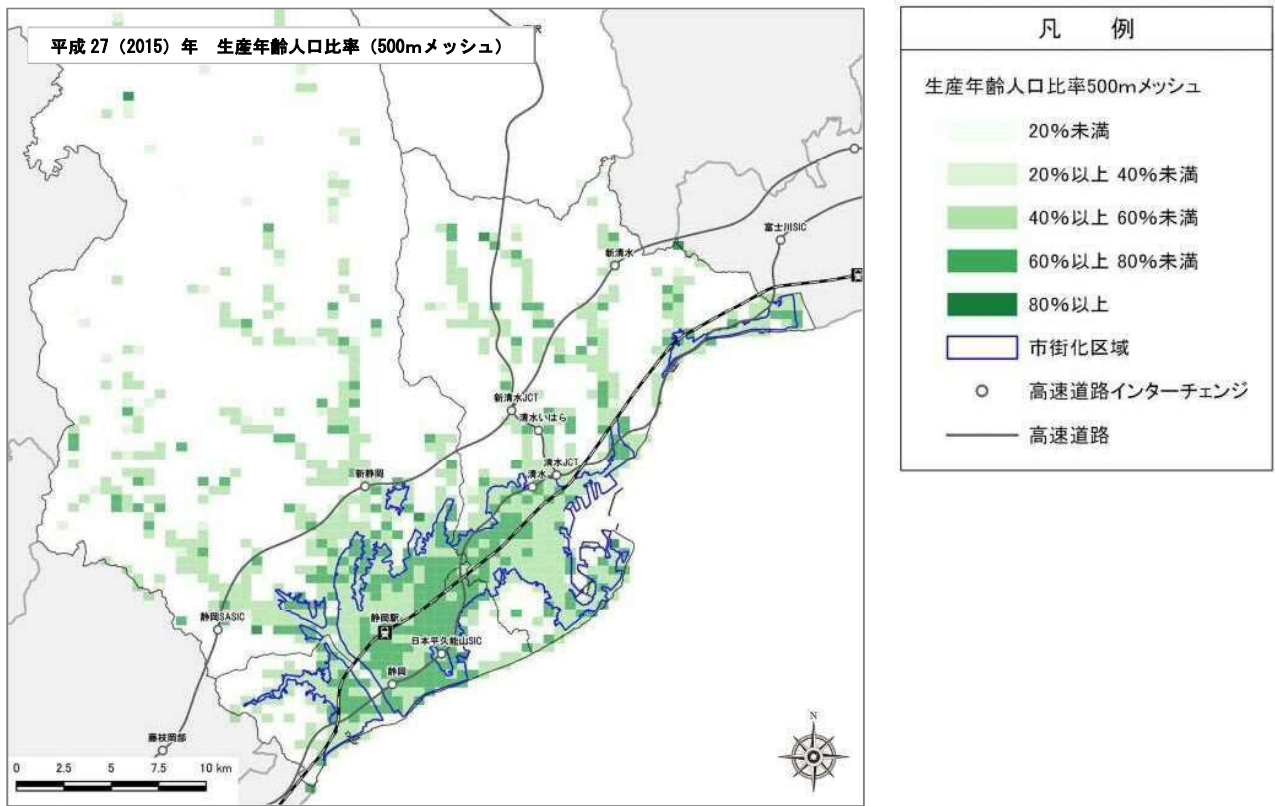 平成 27（2015）年　生産年齢人口比率（500mメッシュ）
富士川SIC
新清水
新清水JCT
清水いはら
清水JCT
清水
新静岡
静岡SASIC
静岡駅
日本平久能山SIC
静岡
藤枝岡部
N
0 2.5 5 7.5 10 km
凡　例
生産年齢人口比率500mメッシュ
20％未満
20％以上 40％未満
40％以上 60％未満
60％以上 80％未満
80％以上
市街化区域
高速道路インターチェンジ
高速道路